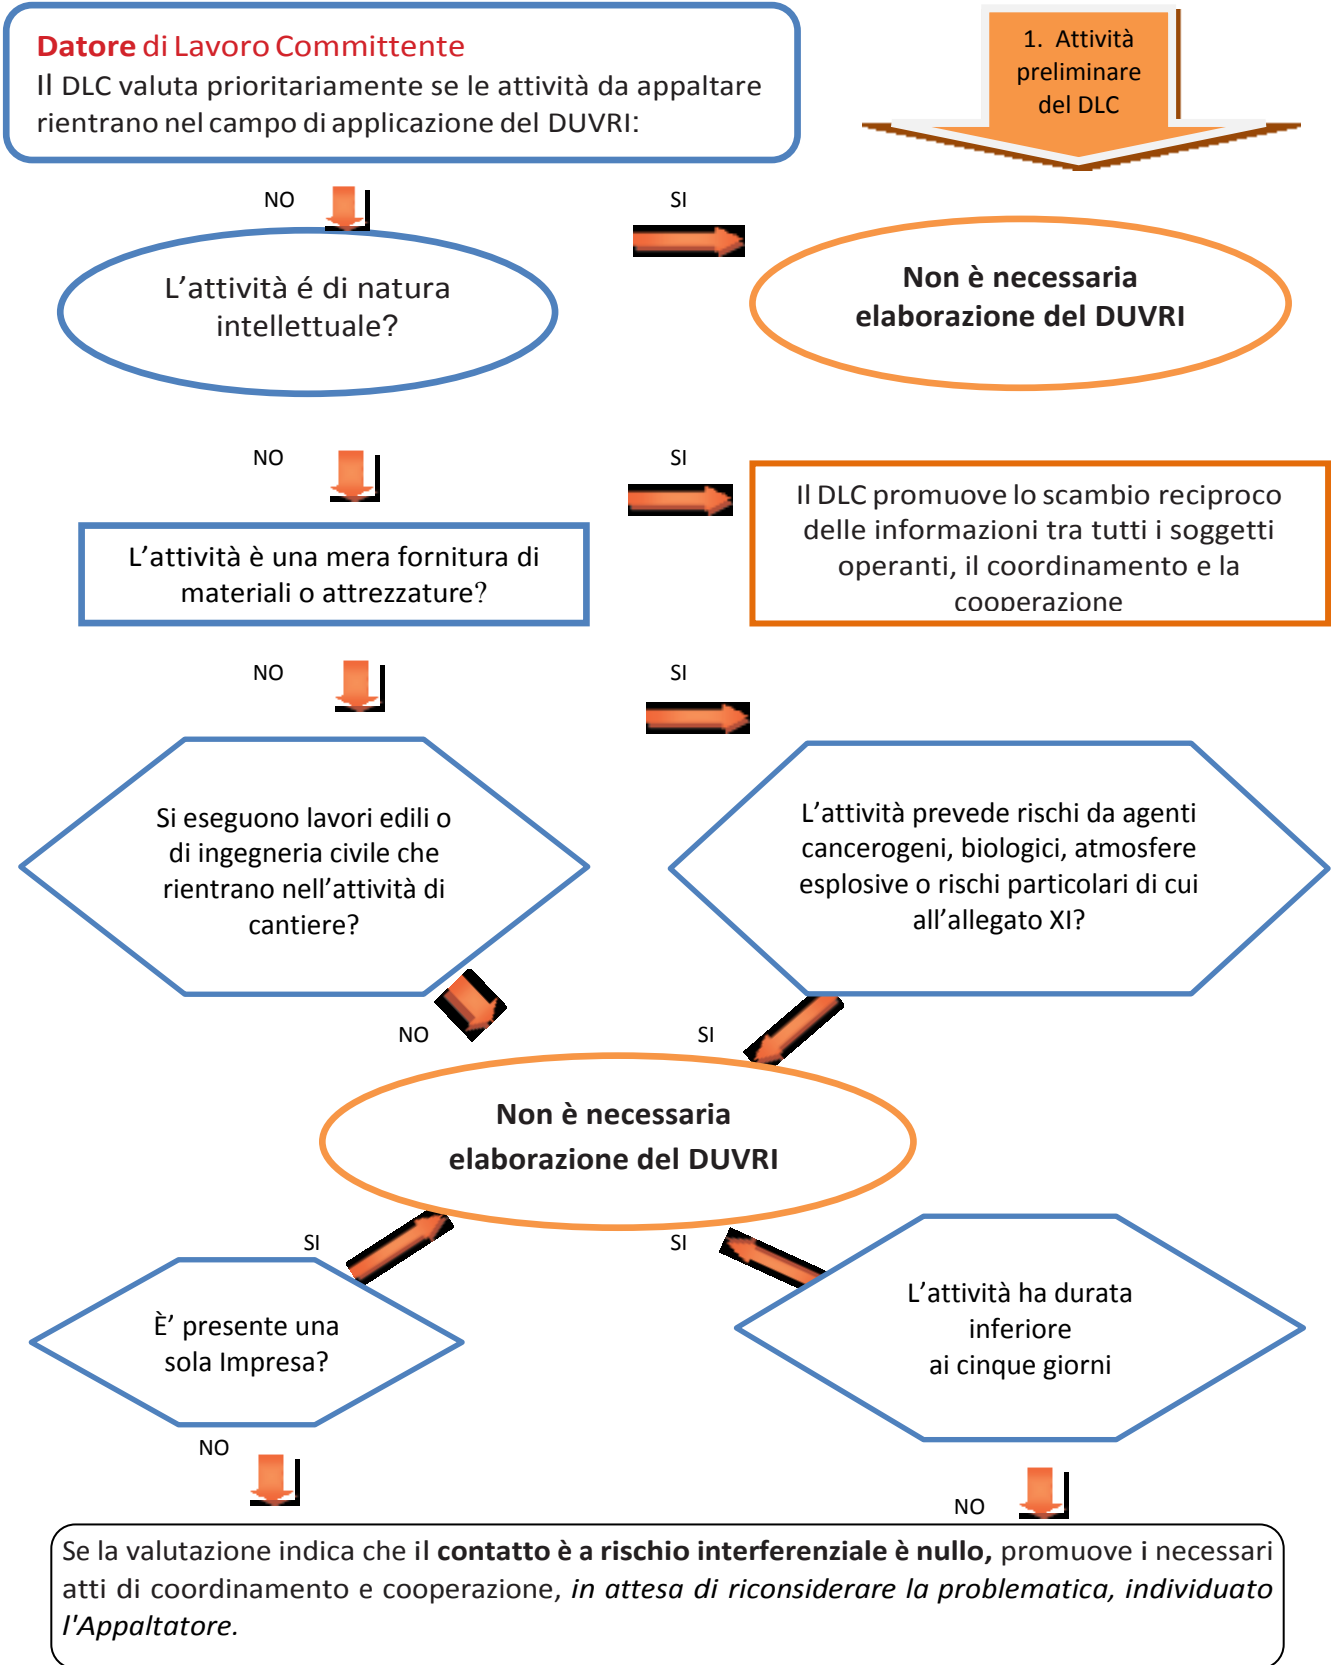 Datore di Lavoro Committente
Il DLC valuta prioritariamente se le attività da appaltare
rientrano nel campo di applicazione del DUVRI:
1. Attività
preliminare
del DLC
NO
SI
L'attività é di natura
intellettuale?
Non è necessaria
elaborazione del DUVRI
NO
SI
L'attività è una mera fornitura di
materiali o attrezzature?
Il DLC promuove lo scambio reciproco
delle informazioni tra tutti i soggetti
operanti, il coordinamento e la
cooperazione
NO
SI
Si eseguono lavori edili o
di ingegneria civile che
rientrano nell'attività di
cantiere?
L'attività prevede rischi da agenti
cancerogeni, biologici, atmosfere
esplosive o rischi particolari di cui
all'allegato XI?
NO
SI
Non è necessaria
elaborazione del DUVRI
SI
SI
È' presente una
sola Impresa?
L'attività ha durata
inferiore
ai cinque giorni
NO
NO
Se la valutazione indica che il contatto è a rischio interferenziale è nullo, promuove i necessari
atti di coordinamento e cooperazione, in attesa di riconsiderare la problematica, individuato
l'Appaltatore.